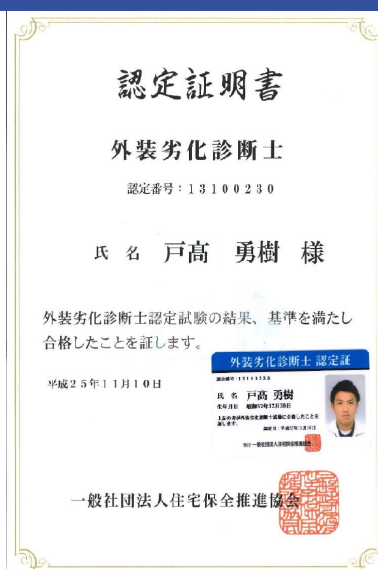 認定証明書
外装劣化診断士
認定番号：13100230
氏 名 戸髙 勇樹 様
外装劣化診断士認定試験の結果、基準を満たし
合格したことを証します。
平成25年11月10日
外装劣化診断士 認定証
氏 名 戸髙 勇樹
一般社団法人住宅保全推進協会